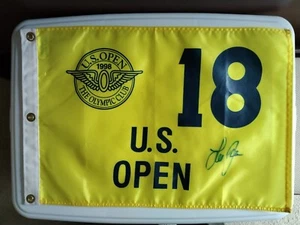 U.S. OPEN
1998
THE OLYMPIC CLUB
18
U.S.
OPEN